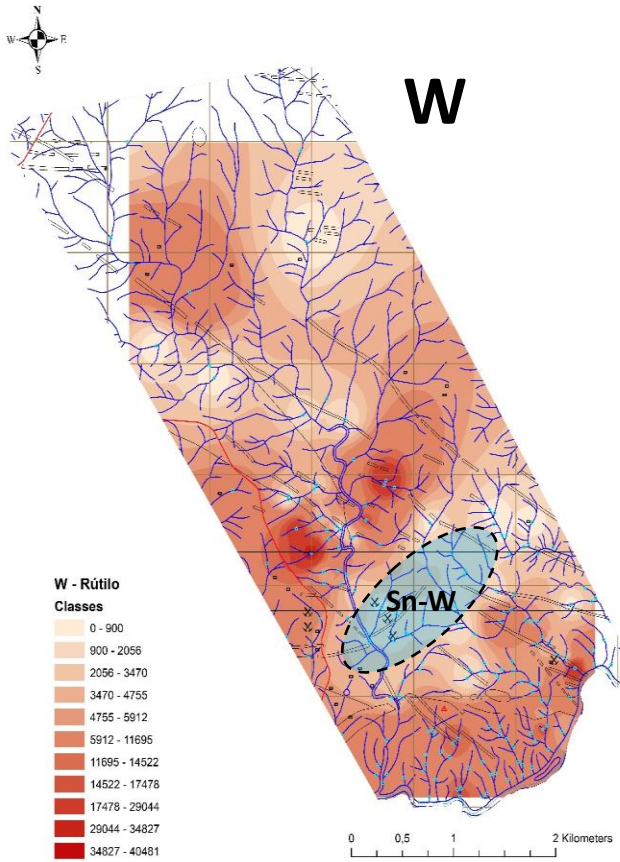 N
W E
S
W
Sn-W
W - Rútilo
Classes
0 - 900
900 - 2056
2056 - 3470
3470 - 4755
4755 - 5912
5912 - 11695
11695 - 14522
14522 - 17478
17478 - 29044
29044 - 34827
34827 - 40481
0 0,5 1 2 Kilometers